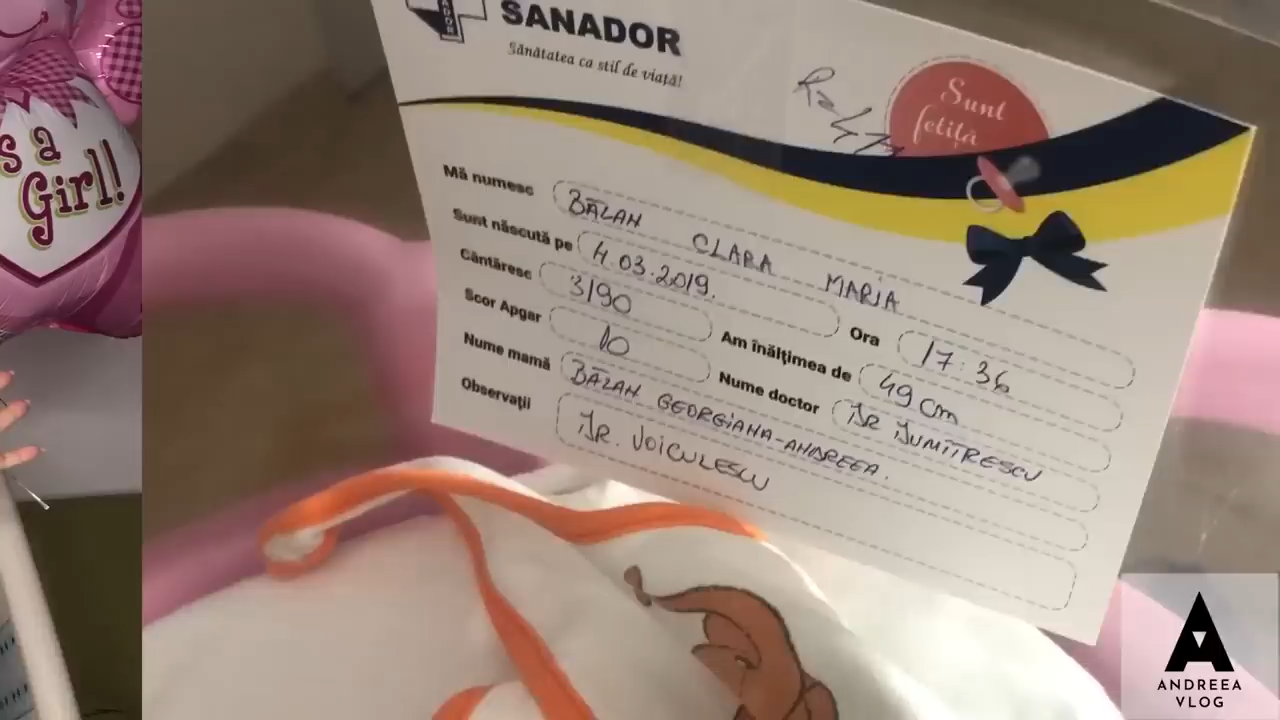 s a
Girl!
SANADOR
Sănătatea ca stil de viață!
Sunt
fetiță
Mă numesc BĂLAN CLARA MARIA
Sunt născută pe 4.03.2019. Ora 17:36
Cântăresc 3190 Am înălțimea de 49 cm
Scor Apgar 10 Nume doctor DR DUMITRESCU
Nume mamă BĂLAN GEORGIANA-ANDREEA.
Observații DR. VOICULESCU
ANDREEA
VLOG